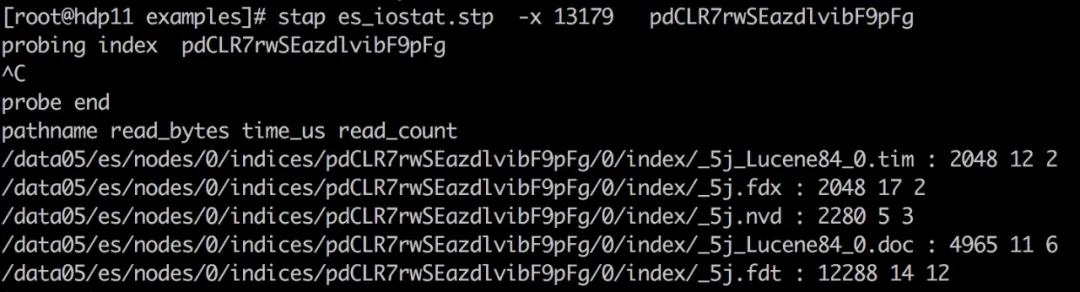 [root@hdp11 examples]# stap es_iostat.stp  -x 13179   pdCLR7rwSEazdlvibF9pFg
probing index  pdCLR7rwSEazdlvibF9pFg
^C
probe end
pathname read_bytes time_us read_count
/data05/es/nodes/0/indices/pdCLR7rwSEazdlvibF9pFg/0/index/_5j_Lucene84_0.tim : 2048 12 2
/data05/es/nodes/0/indices/pdCLR7rwSEazdlvibF9pFg/0/index/_5j.fdx : 2048 17 2
/data05/es/nodes/0/indices/pdCLR7rwSEazdlvibF9pFg/0/index/_5j.nvd : 2280 5 3
/data05/es/nodes/0/indices/pdCLR7rwSEazdlvibF9pFg/0/index/_5j_Lucene84_0.doc : 4965 11 6
/data05/es/nodes/0/indices/pdCLR7rwSEazdlvibF9pFg/0/index/_5j.fdt : 12288 14 12